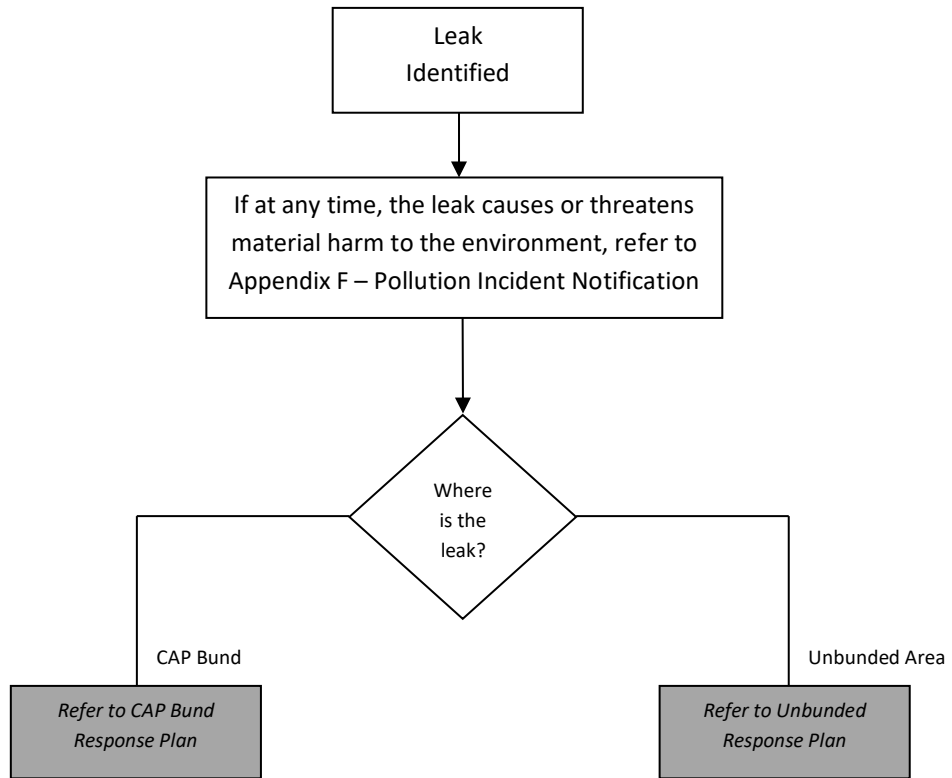 Leak
Identified
If at any time, the leak causes or threatens
material harm to the environment, refer to
Appendix F – Pollution Incident Notification
Where
is the
leak?
CAP Bund
Unbunded Area
Refer to CAP Bund
Response Plan
Refer to Unbunded
Response Plan